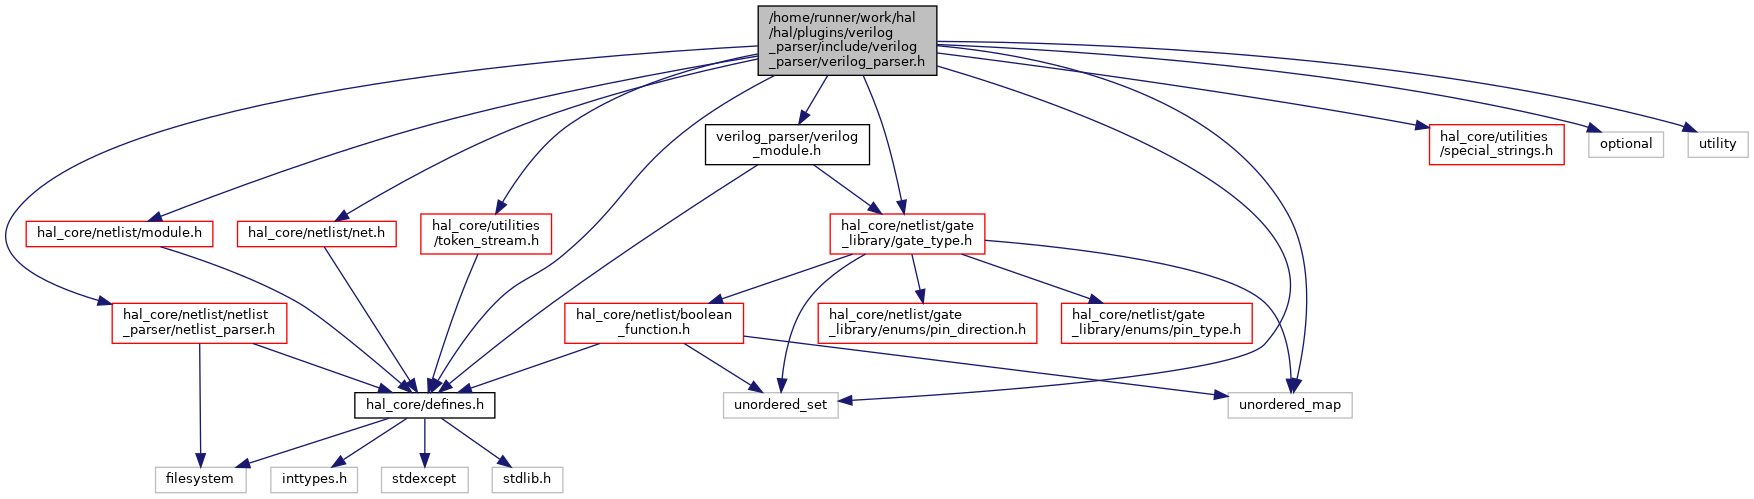 /home/runner/work/hal
/hal/plugins/verilog
_parser/include/verilog
_parser/verilog_parser.h
verilog_parser/verilog
_module.h
hal_core/utilities
/special_strings.h
optional
utility
hal_core/netlist/module.h
hal_core/netlist/net.h
hal_core/utilities
/token_stream.h
hal_core/netlist/gate
_library/gate_type.h
hal_core/netlist/netlist
_parser/netlist_parser.h
hal_core/netlist/boolean
_function.h
hal_core/netlist/gate
_library/enums/pin_direction.h
hal_core/netlist/gate
_library/enums/pin_type.h
hal_core/defines.h
unordered_set
unordered_map
filesystem
inttypes.h
stdexcept
stdlib.h